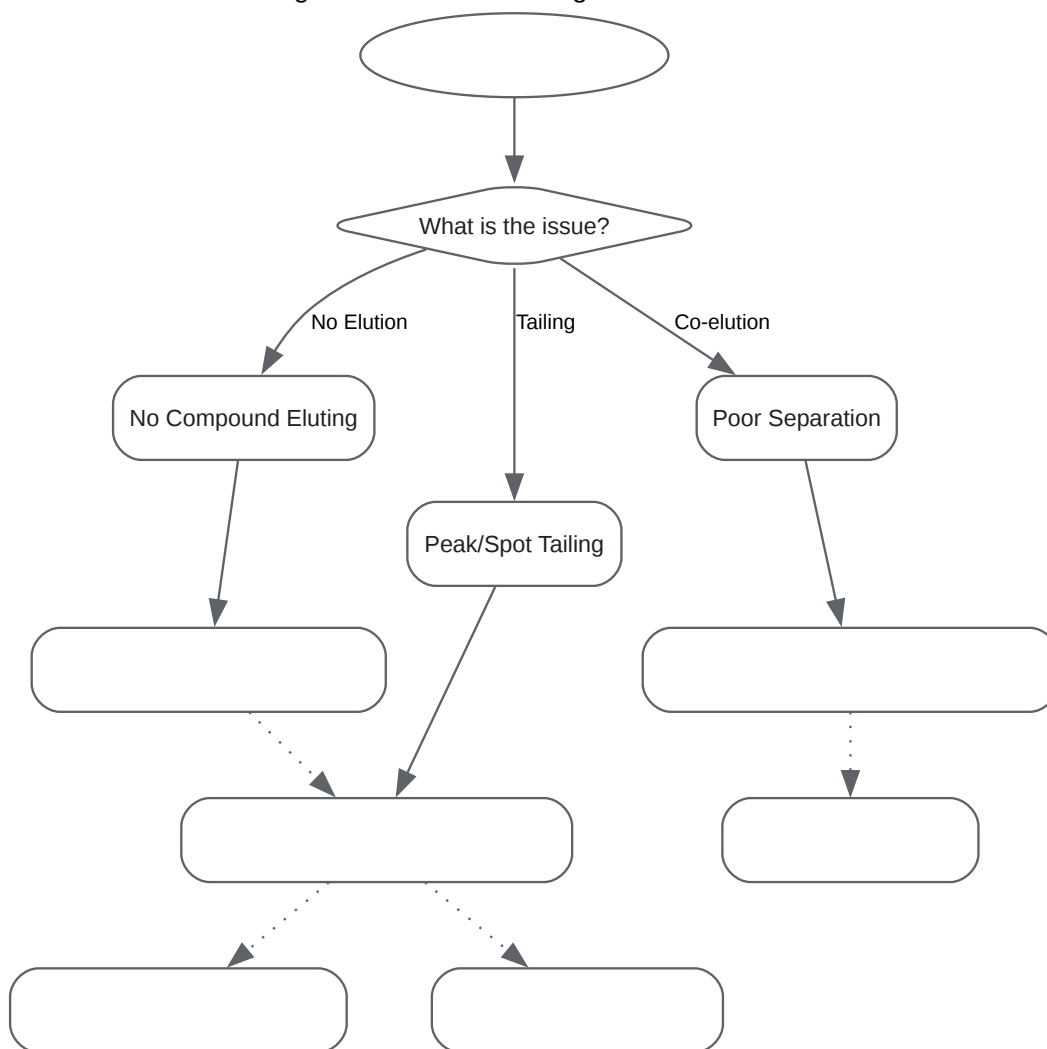 What is the issue?
No Elution
Tailing
Co-elution
No Compound Eluting
Poor Separation
Peak/Spot Tailing